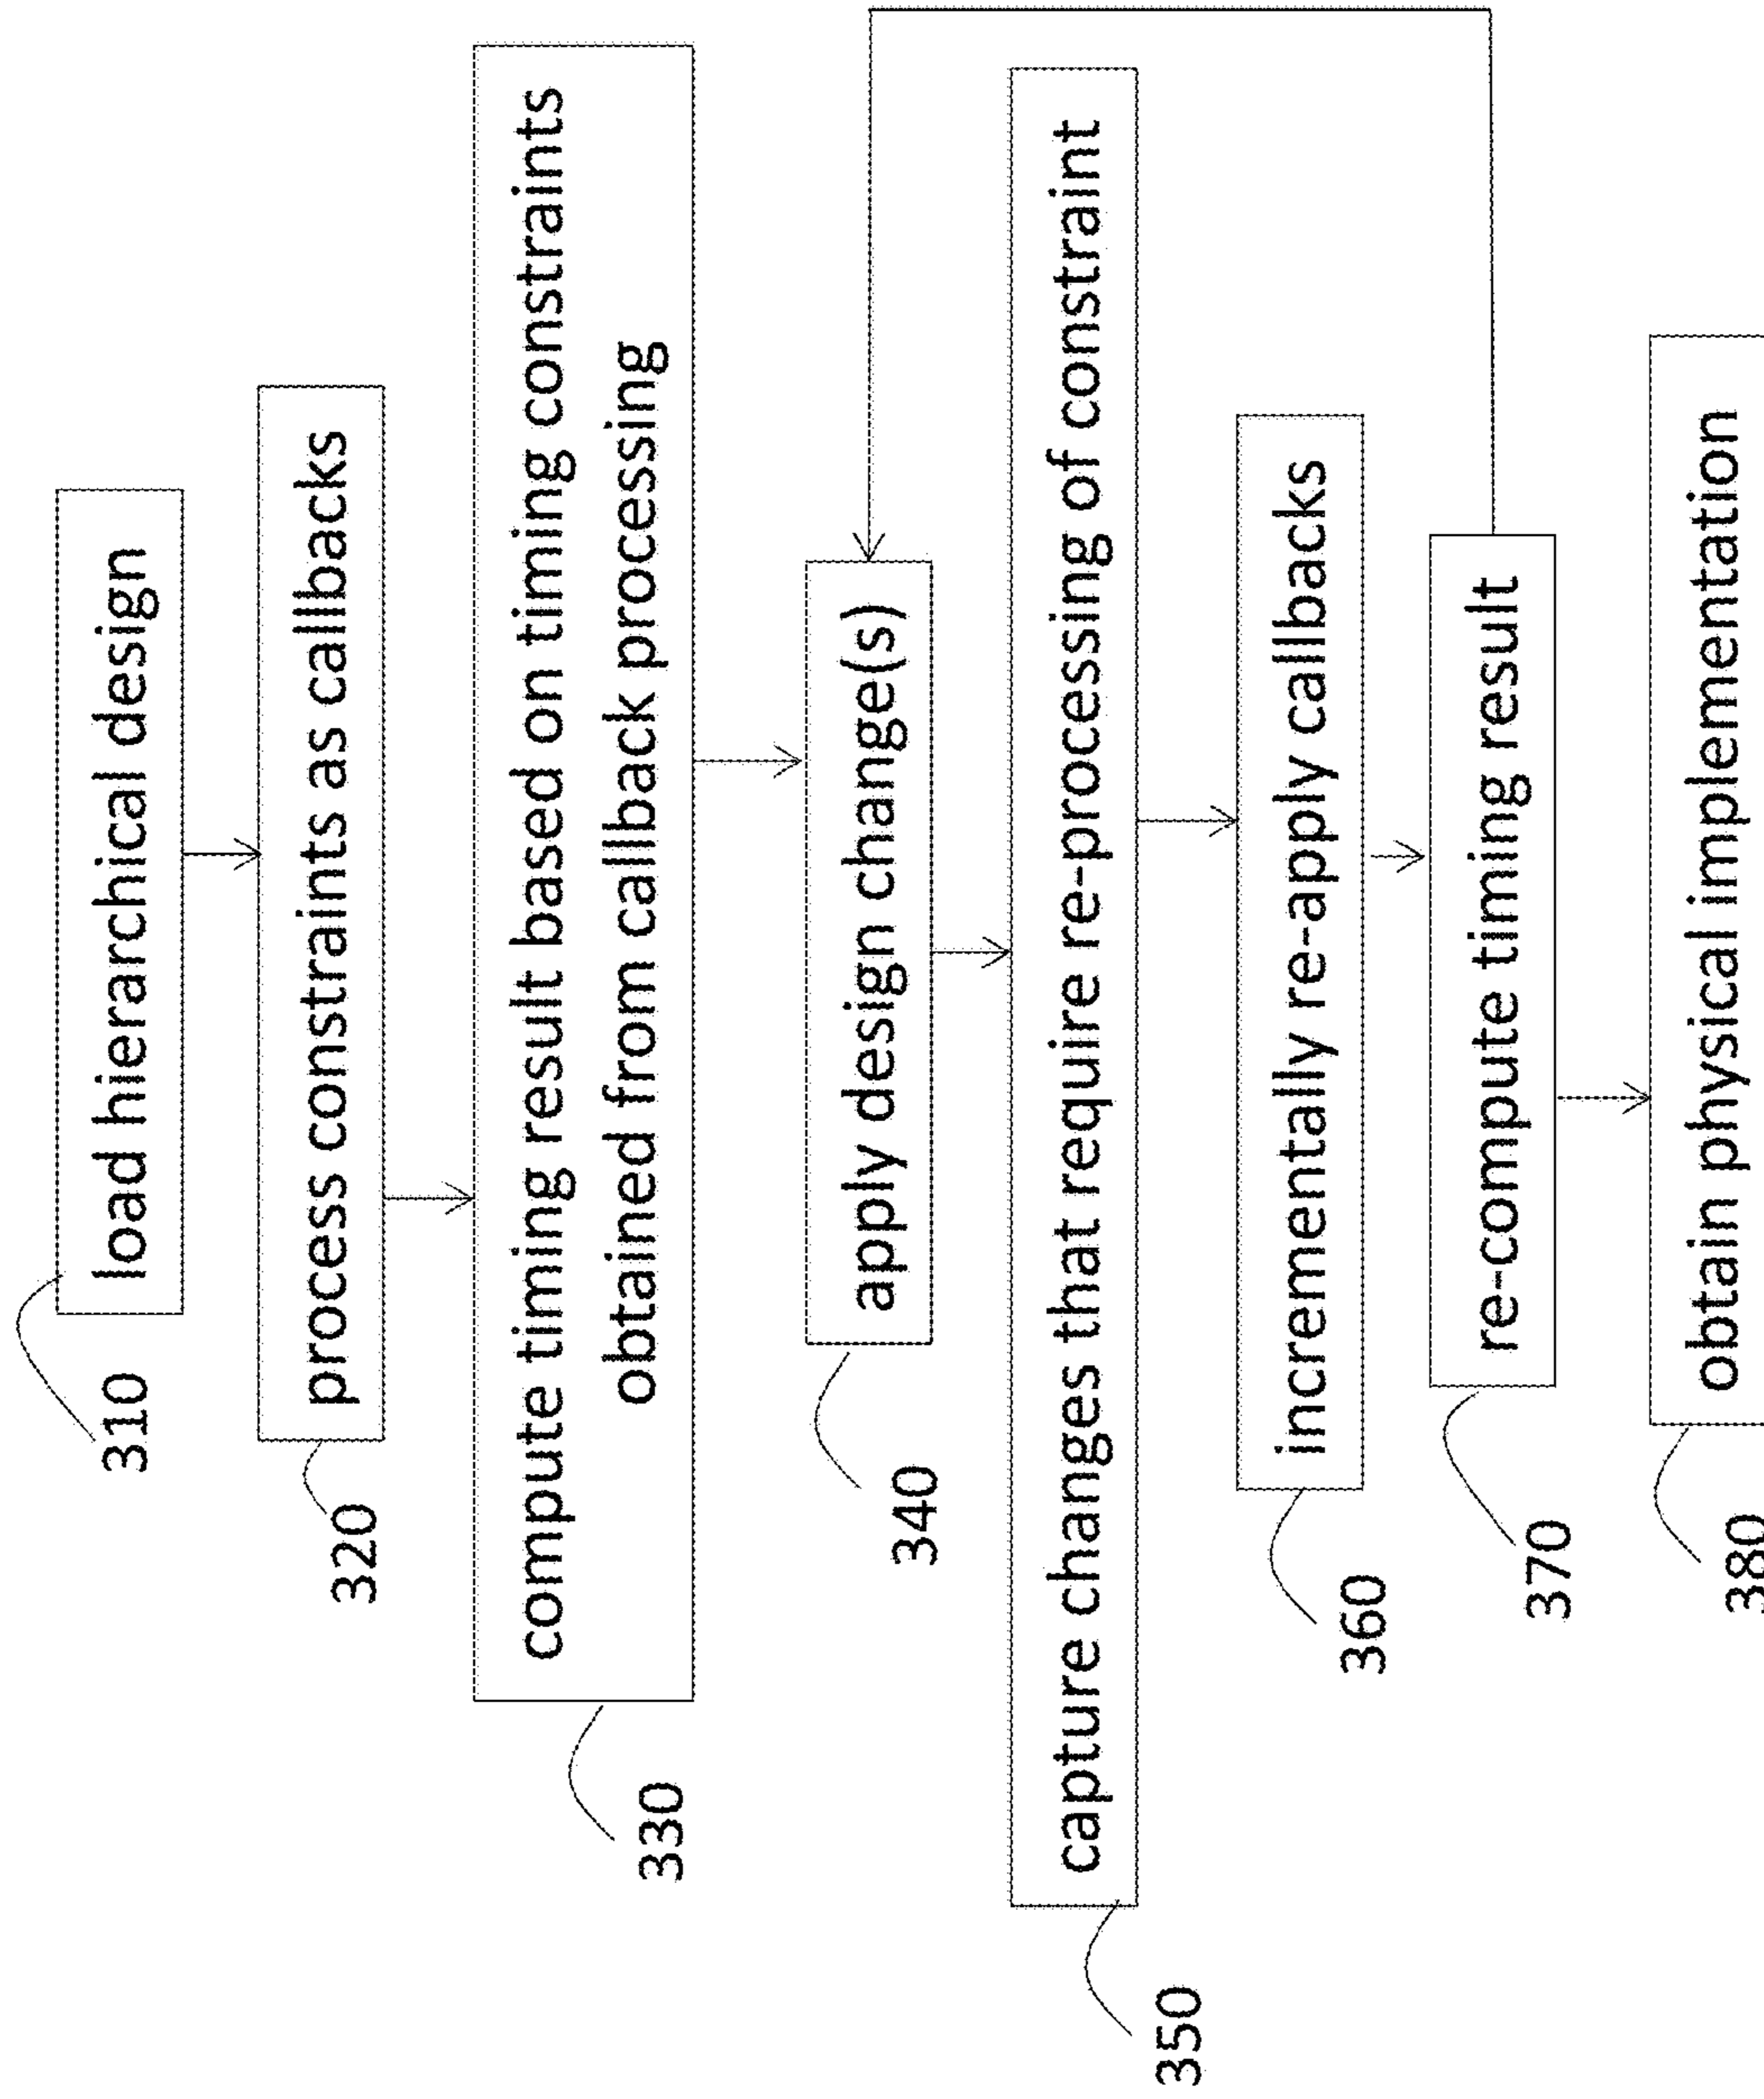 310
load hierarchical design
320
process constraints as callbacks
330
compute timing result based on timing constraints
obtained from callback processing
340
apply design change(s)
350
capture changes that require re-processing of constraint
360
incrementally re-apply callbacks
370
re-compute timing result
380
obtain physical implementation